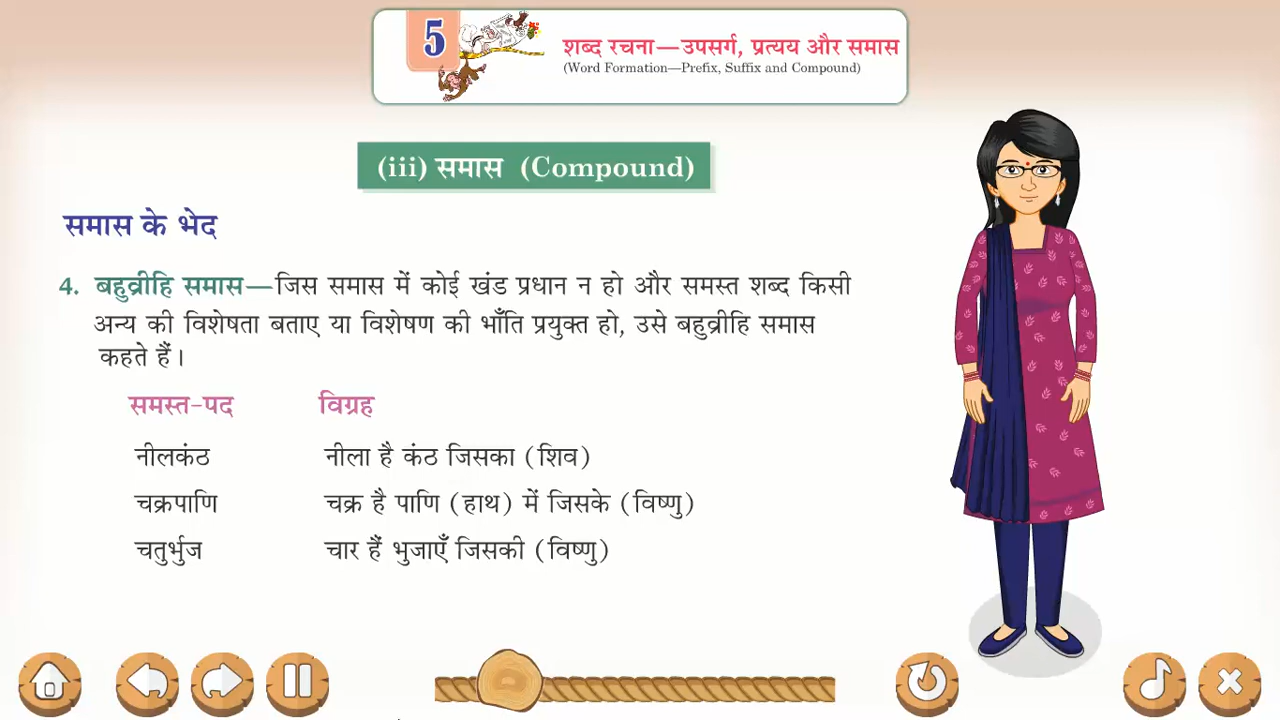 5
शब्द रचना—उपसर्ग, प्रत्यय और समास
(Word Formation—Prefix, Suffix and Compound)
(iii) समास (Compound)
समास के भेद
4. बहुव्रीहि समास—जिस समास में कोई खंड प्रधान न हो और समस्त शब्द किसी
अन्य की विशेषता बताए या विशेषण की भाँति प्रयुक्त हो, उसे बहुव्रीहि समास
कहते हैं।
समस्त-पद विग्रह
नीलकंठ नीला है कंठ जिसका (शिव)
चक्रपाणि चक्र है पाणि (हाथ) में जिसके (विष्णु)
चतुर्भुज चार हैं भुजाएँ जिसकी (विष्णु)